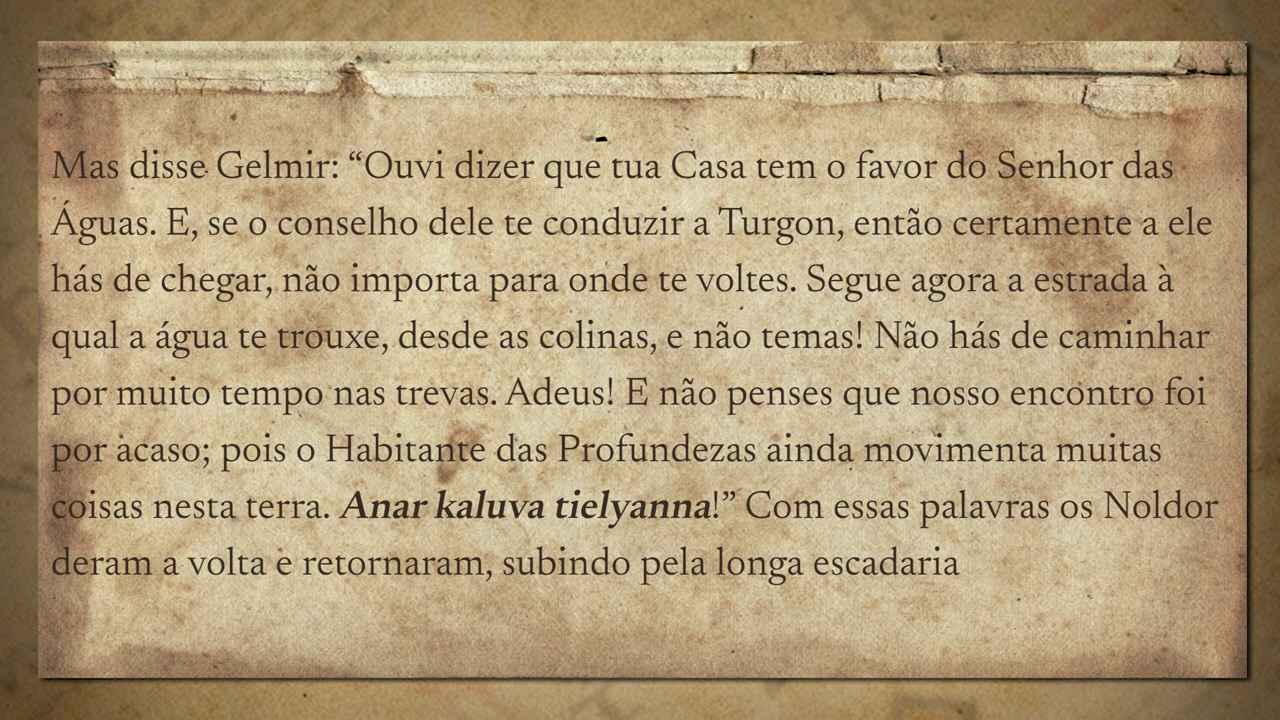 Mas disse Gelmir: “Ouvi dizer que tua Casa tem o favor do Senhor das
Águas. E, se o conselho dele te conduzir a Turgon, então certamente a ele
hás de chegar, não importa para onde te voltes. Segue agora a estrada à
qual a água te trouxe, desde as colinas, e não temas! Não hás de caminhar
por muito tempo nas trevas. Adeus! E não penses que nosso encontro foi
por acaso; pois o Habitante das Profundezas ainda movimenta muitas
coisas nesta terra. Anar kaluva tielyanna!” Com essas palavras os Noldor
deram a volta e retornaram, subindo pela longa escadaria